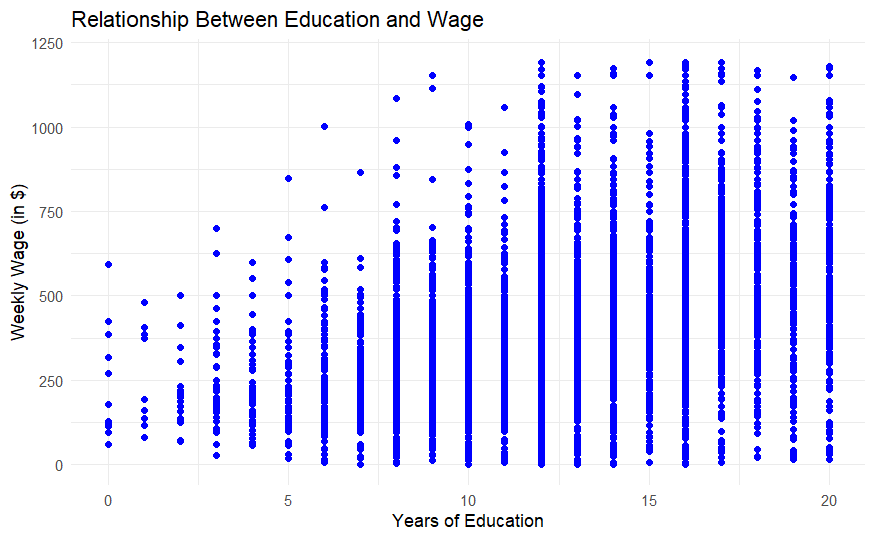 Relationship Between Education and Wage
1250
1000
750
500
250
0
Weekly Wage (in $)
0 5 10 15 20
Years of Education